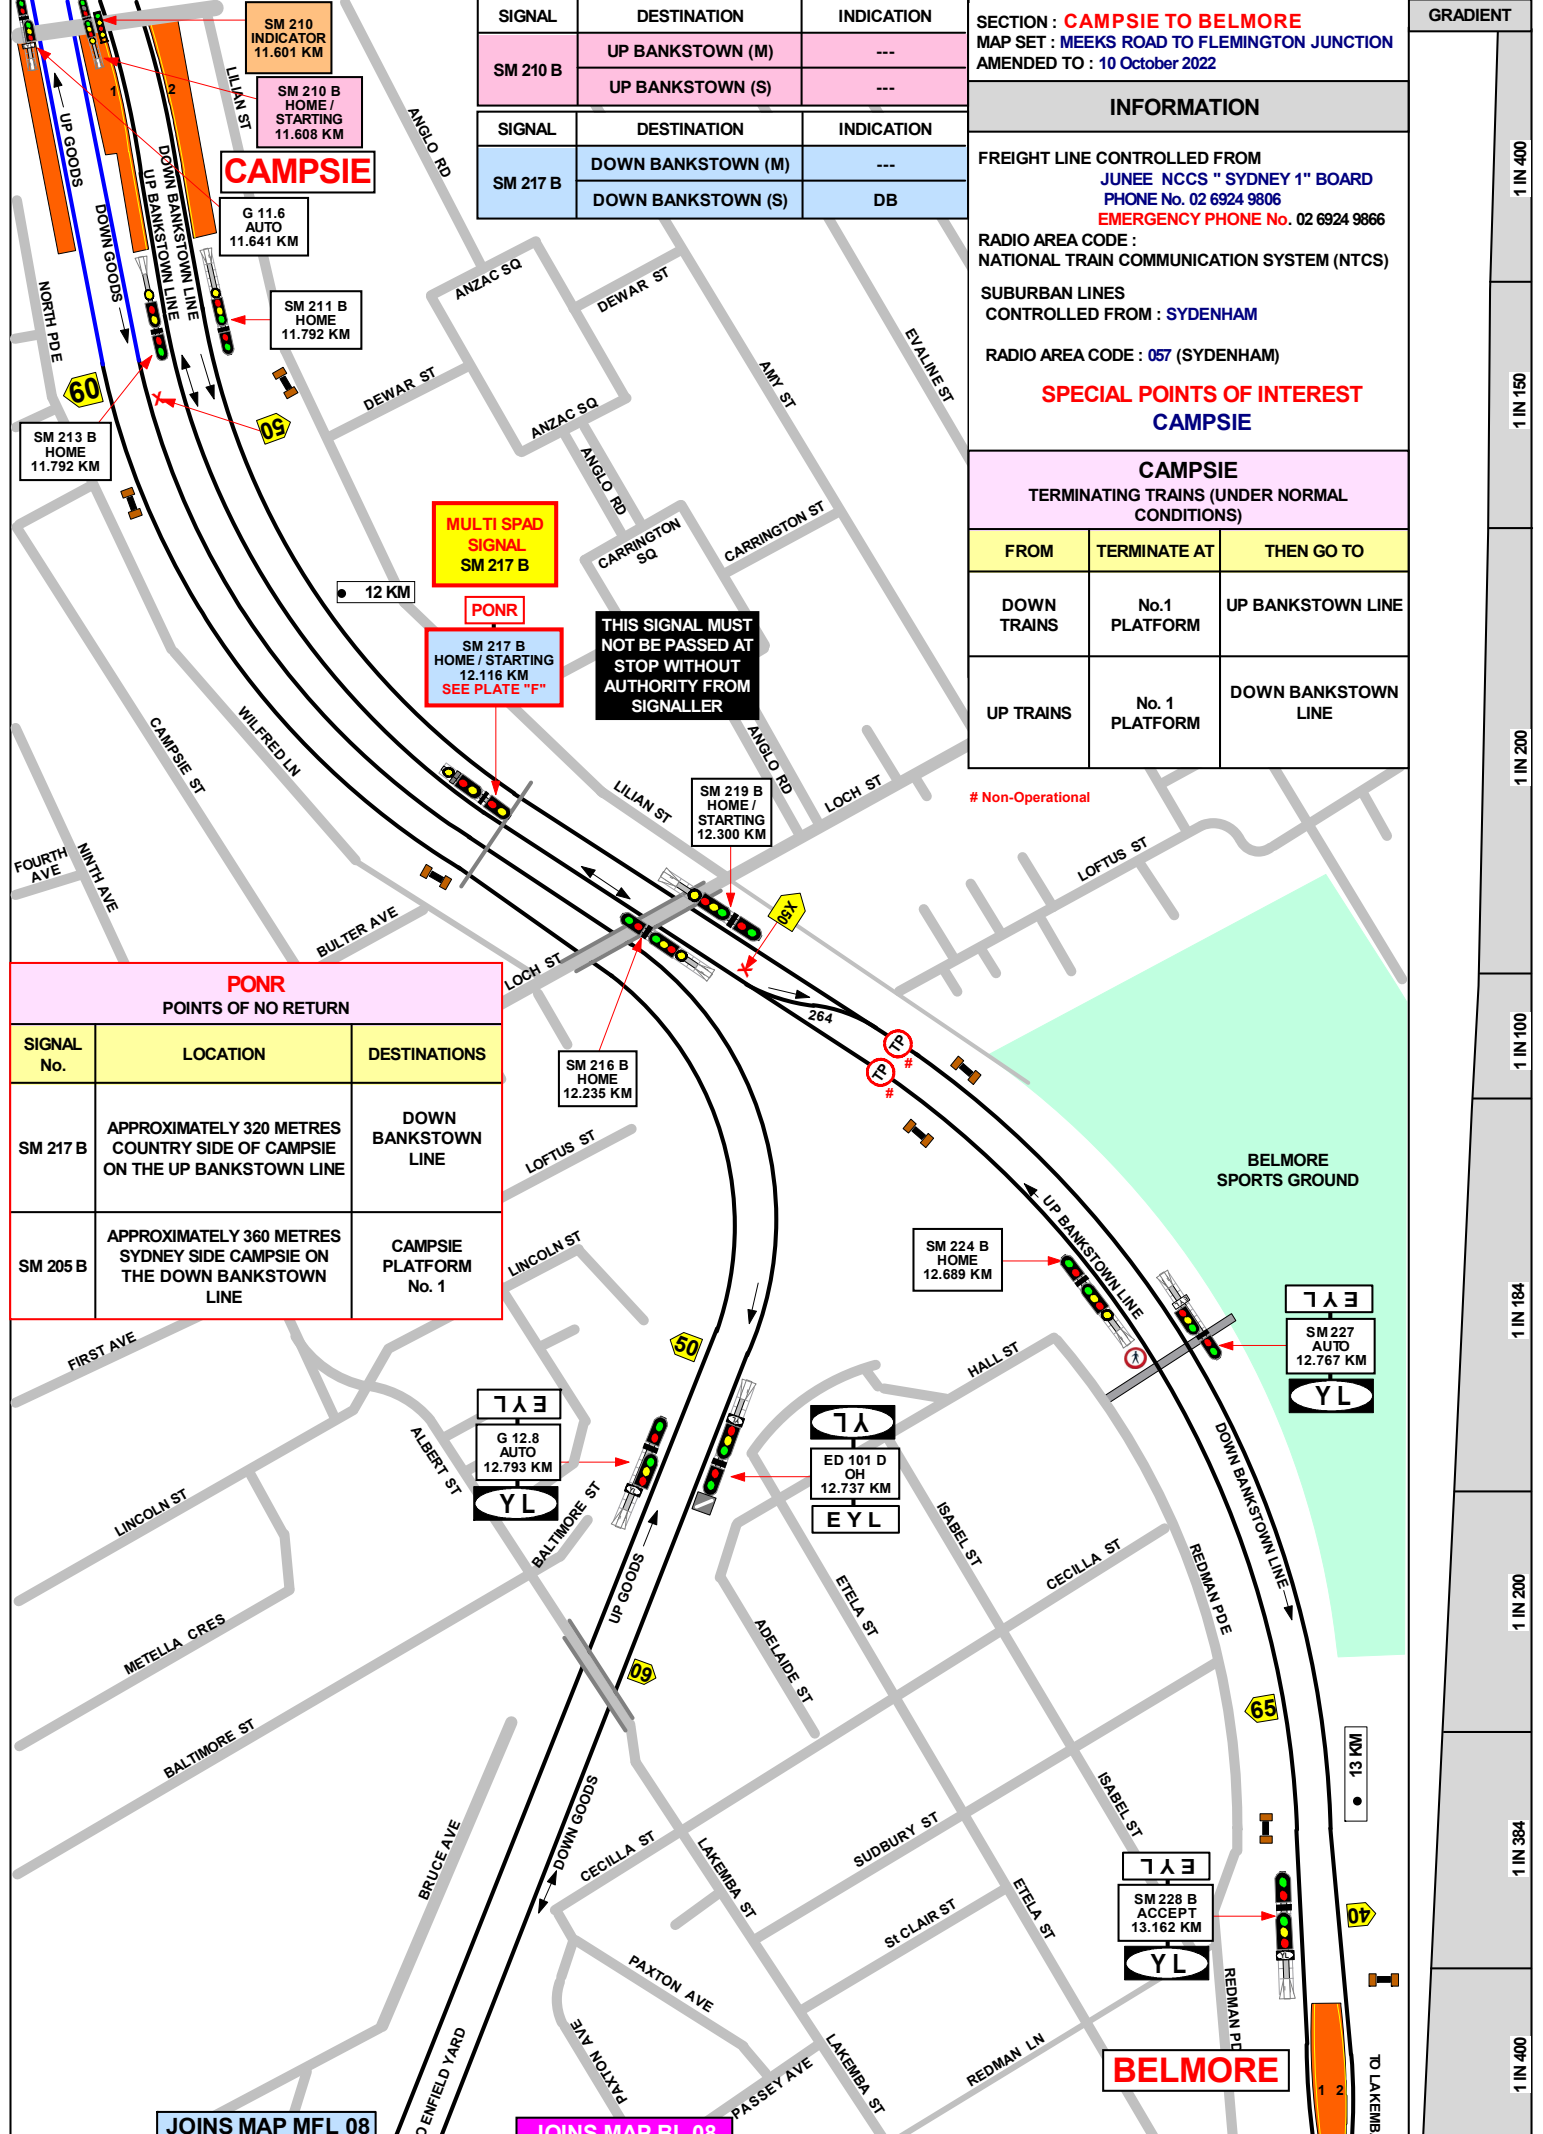 SIGNAL DESTINATION INDICATION
SM 210 B UP BANKSTOWN (M) ---
UP BANKSTOWN (S) ---
SIGNAL DESTINATION INDICATION
SM 217 B DOWN BANKSTOWN (M) ---
DOWN BANKSTOWN (S) DB
SECTION : CAMPSIE TO BELMORE
MAP SET : MEEKS ROAD TO FLEMINGTON JUNCTION
AMENDED TO : 10 October 2022
INFORMATION
FREIGHT LINE CONTROLLED FROM
JUNEE NCCS " SYDNEY 1" BOARD
PHONE No. 02 6924 9806
EMERGENCY PHONE No. 02 6924 9866
RADIO AREA CODE :
NATIONAL TRAIN COMMUNICATION SYSTEM (NTCS)
SUBURBAN LINES
CONTROLLED FROM : SYDENHAM
RADIO AREA CODE : 057 (SYDENHAM)
SPECIAL POINTS OF INTEREST
CAMPSIE
CAMPSIE
TERMINATING TRAINS (UNDER NORMAL
CONDITIONS)
FROM TERMINATE AT THEN GO TO
DOWN
TRAINS
No.1
PLATFORM
UP BANKSTOWN LINE
UP TRAINS
No. 1
PLATFORM
DOWN BANKSTOWN
LINE
# Non-Operational
GRADIENT
1 IN 400
1 IN 150
1 IN 200
1 IN 100
1 IN 184
1 IN 200
1 IN 384
1 IN 400
SM 210
INDICATOR
11.601 KM
SM 210 B
HOME /
STARTING
11.608 KM
CAMPSIE
G 11.6
AUTO
11.641 KM
SM 211 B
HOME
11.792 KM
SM 213 B
HOME
11.792 KM
1
2
UP GOODS
DOWN GOODS
UP BANKSTOWN LINE
DOWN BANKSTOWN LINE
LILIAN ST
NORTH PDE
ANGLO RD
60
50
X
ANZAC SQ
DEWAR ST
DEWAR ST
ANZAC SQ
ANGLO RD
AMY ST
EVALINE ST
CARRINGTON
SQ
CARRINGTON ST
12 KM
MULTI SPAD
SIGNAL
SM 217 B
PONR
SM 217 B
HOME / STARTING
12.116 KM
SEE PLATE "F"
THIS SIGNAL MUST
NOT BE PASSED AT
STOP WITHOUT
AUTHORITY FROM
SIGNALLER
CAMPSIE ST
WILFRED LN
LILIAN ST
ANGLO RD
LOCH ST
SM 219 B
HOME /
STARTING
12.300 KM
X50
X
FOURTH
AVE
NINTH AVE
BULTER AVE
LOCH ST
LOFTUS ST
264
TP
#
TP
#
SM 216 B
HOME
12.235 KM
PONR
POINTS OF NO RETURN
SIGNAL
No.
LOCATION
DESTINATIONS
SM 217 B
APPROXIMATELY 320 METRES
COUNTRY SIDE OF CAMPSIE
ON THE UP BANKSTOWN LINE
DOWN
BANKSTOWN
LINE
SM 205 B
APPROXIMATELY 360 METRES
SYDNEY SIDE CAMPSIE ON
THE DOWN BANKSTOWN
LINE
CAMPSIE
PLATFORM
No. 1
LOFTUS ST
LINCOLN ST
BELMORE
SPORTS GROUND
UP BANKSTOWN LINE
SM 224 B
HOME
12.689 KM
EYL
SM 227
AUTO
12.767 KM
YL
FIRST AVE
50
HALL ST
EYL
G 12.8
AUTO
12.793 KM
YL
YL
ED 101 D
OH
12.737 KM
EYL
ALBERT ST
LINCOLN ST
BALTIMORE ST
UP GOODS
ISABEL ST
CECILLA ST
REDMAN PDE
DOWN BANKSTOWN LINE
ETELA ST
ADELAIDE ST
METELLA CRES
60
BALTIMORE ST
65
13 KM
DOWN GOODS
BRUCE AVE
CECILLA ST
LAKEMBA ST
SUDBURY ST
ISABEL ST
EYL
SM 228 B
ACCEPT
13.162 KM
YL
40
St CLAIR ST
ETELA ST
PAXTON AVE
PAXTON AVE
PASSEY AVE
LAKEMBA ST
REDMAN LN
REDMAN PD
BELMORE
1 2
TO LAKEMB
O ENFIELD YARD
JOINS MAP MFL 08
JOINS MAP BL 08